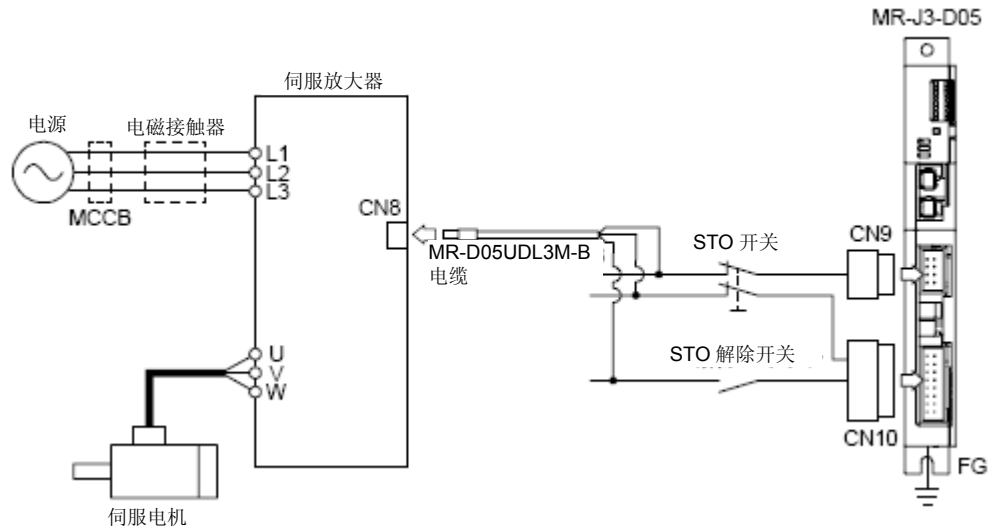 MR-J3-D05
伺服放大器
电源
电磁接触器
L1
L2
L3
MCCB
CN8
MR-D05UDL3M-B
电缆
STO 开关
CN9
STO 解除开关
CN10
U
V
W
FG
伺服电机